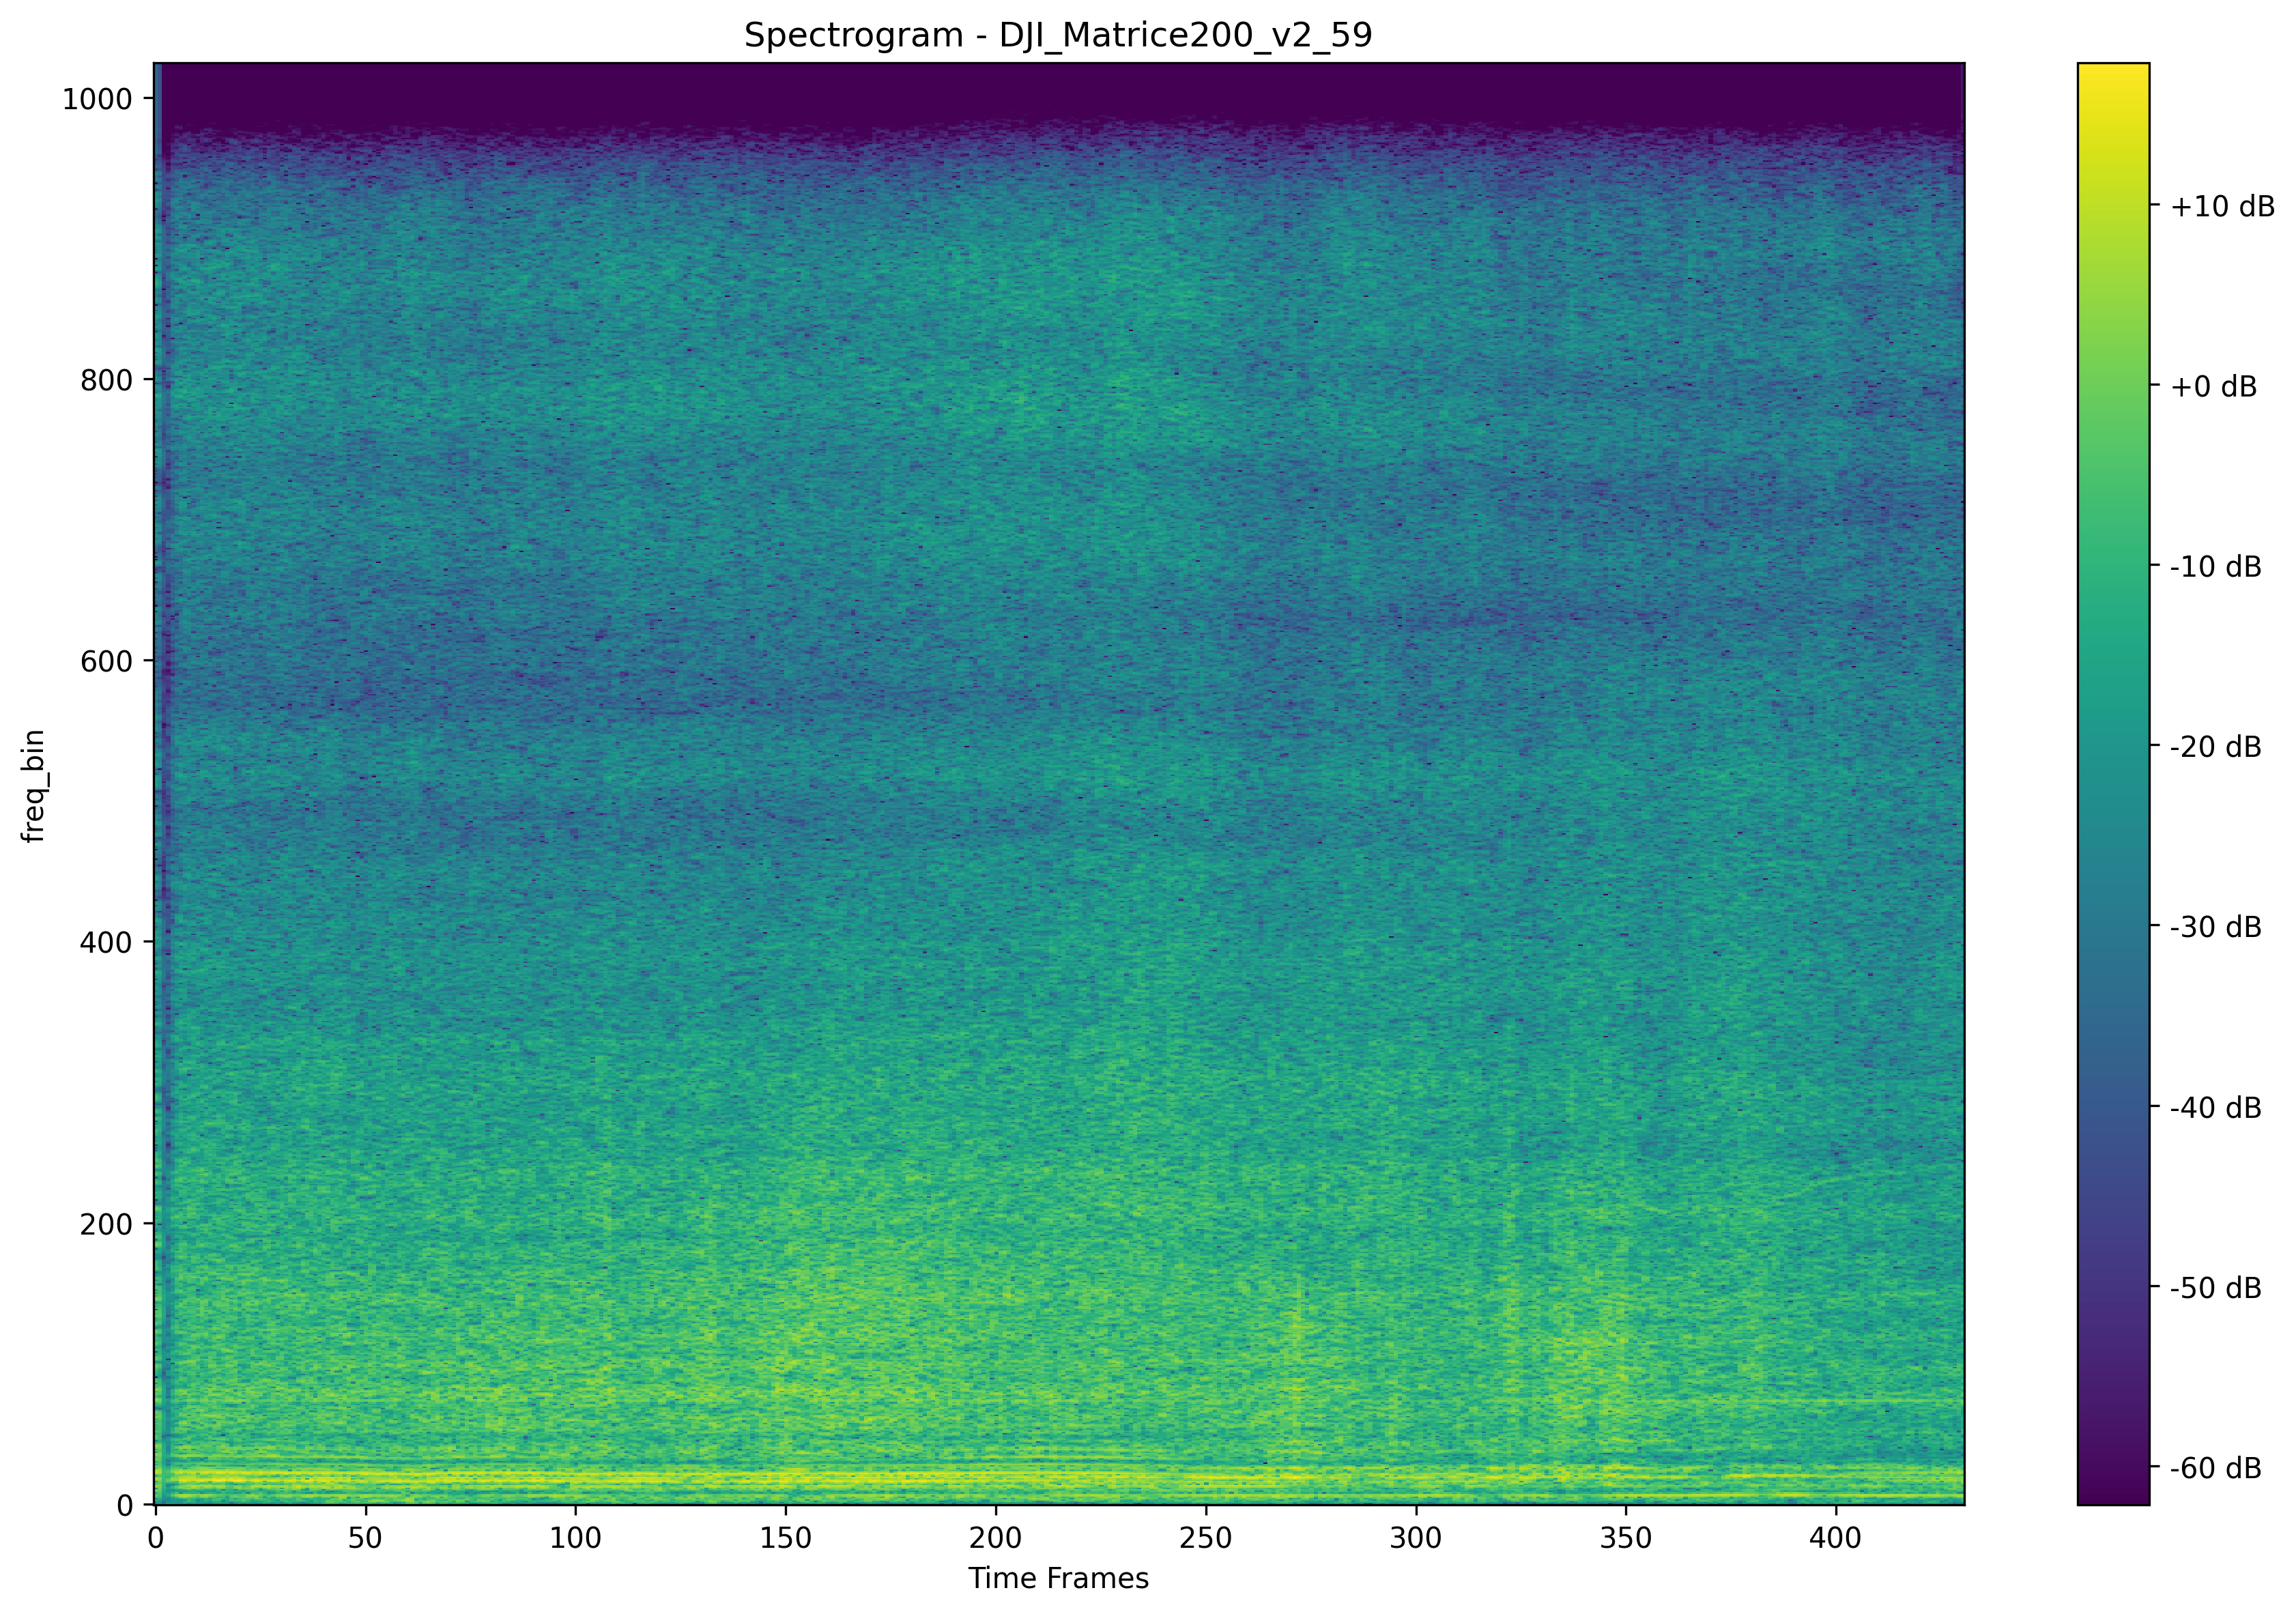 Spectrogram - DJI_Matrice200_v2_59
1000
800
600
400
200
0
freq_bin
0 50 100 150 200 250 300 350 400
Time Frames
+10 dB
+0 dB
-10 dB
-20 dB
-30 dB
-40 dB
-50 dB
-60 dB